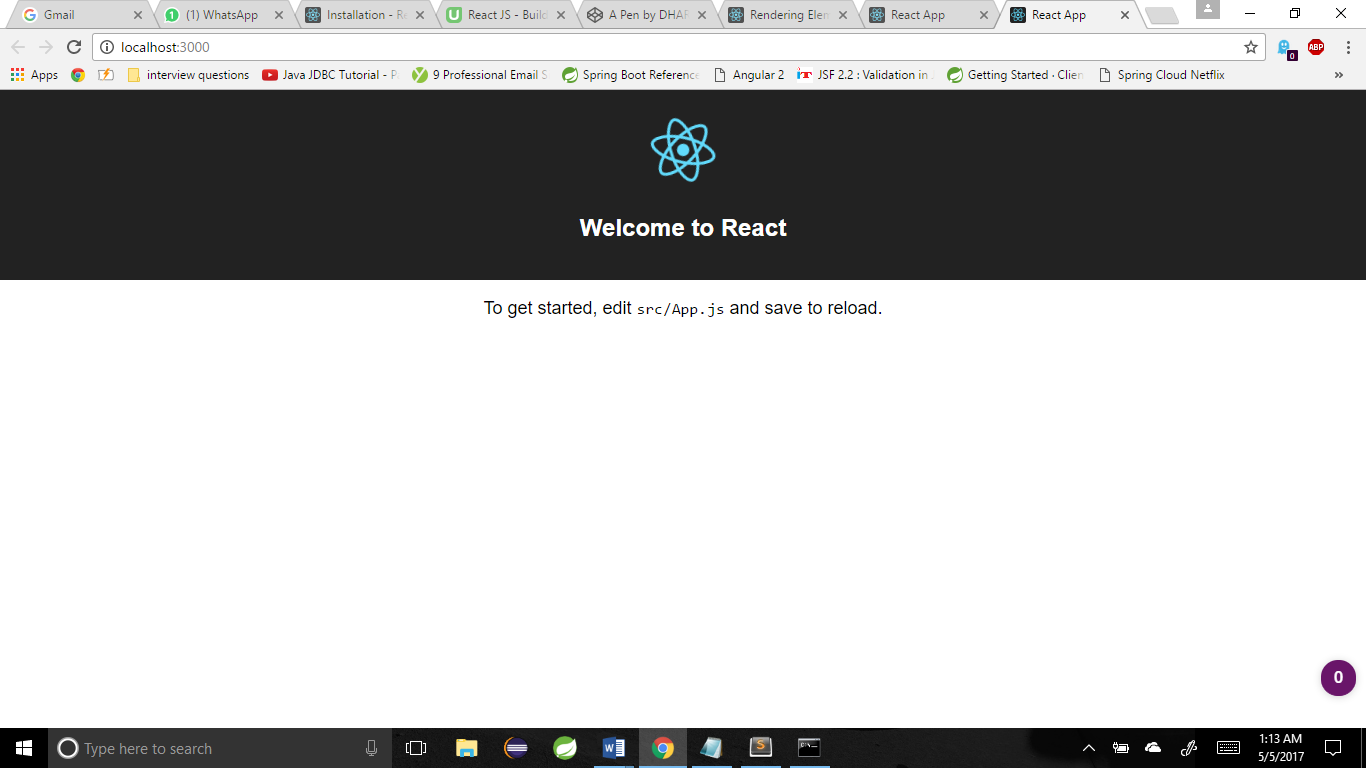 Gmail
(1) WhatsApp
Installation - Re
React JS - Build
A Pen by DHAR
Rendering Elem
React App
React App
localhost:3000
0
ABP
Apps
interview questions
Java JDBC Tutorial - P
9 Professional Email S
Spring Boot Reference
Angular 2
JSF 2.2 : Validation in
Getting Started · Clien
Spring Cloud Netflix
Welcome to React
To get started, edit src/App.js and save to reload.
0
Type here to search
1:13 AM
5/5/2017